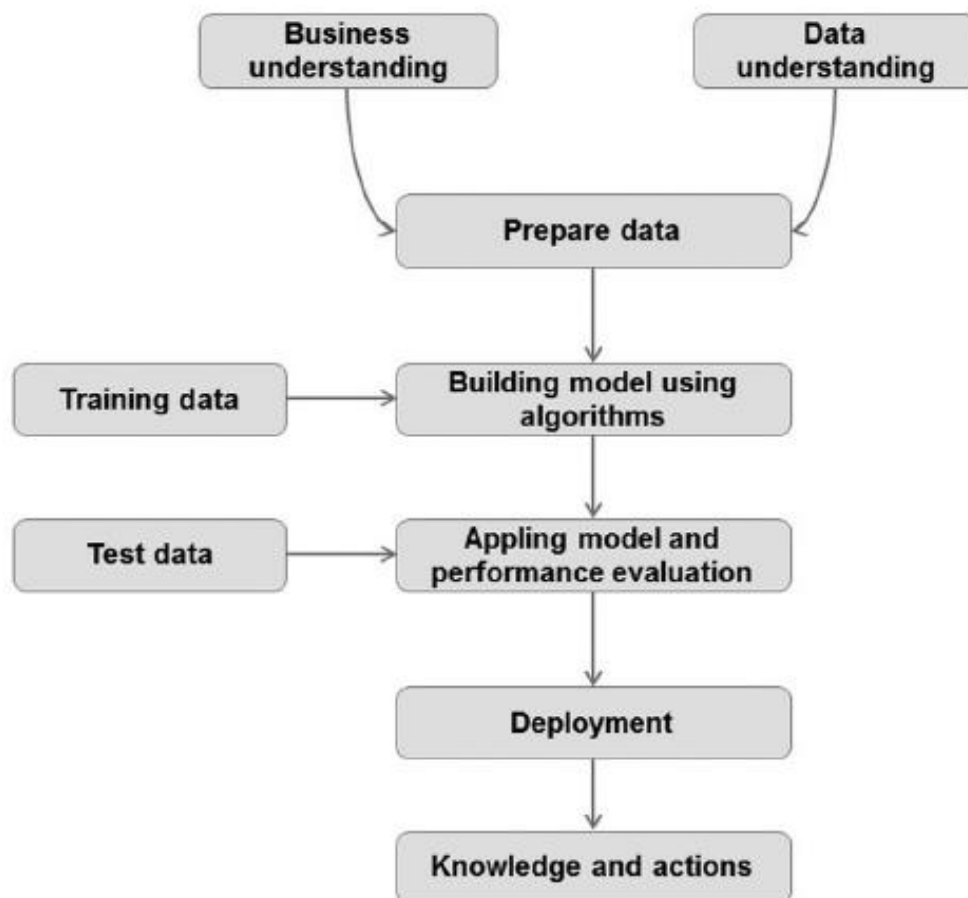 Business
understanding
Data
understanding
Prepare data
Training data
Building model using
algorithms
Test data
Appling model and
performance evaluation
Deployment
Knowledge and actions